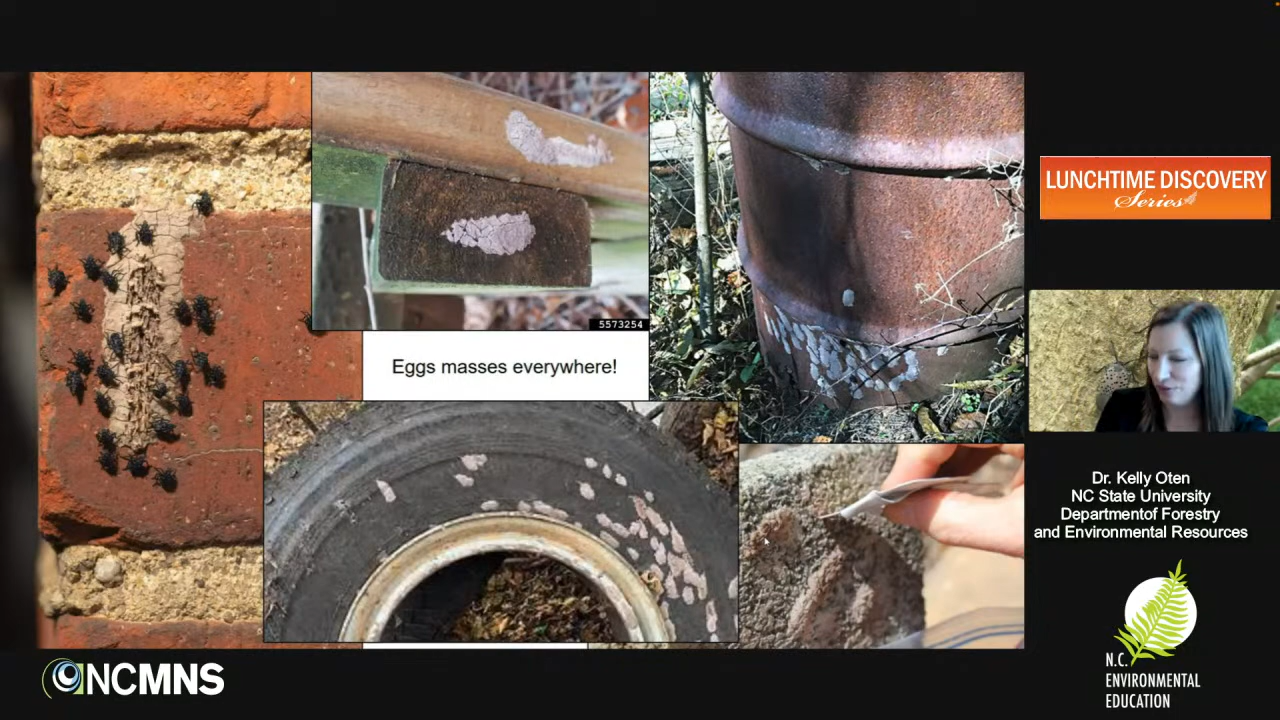 5573254
Eggs masses everywhere!
LUNCHTIME DISCOVERY
Series
Dr. Kelly Oten
NC State University
Departmentof Forestry
and Environmental Resources
NCMNS
N.C.
ENVIRONMENTAL
EDUCATION